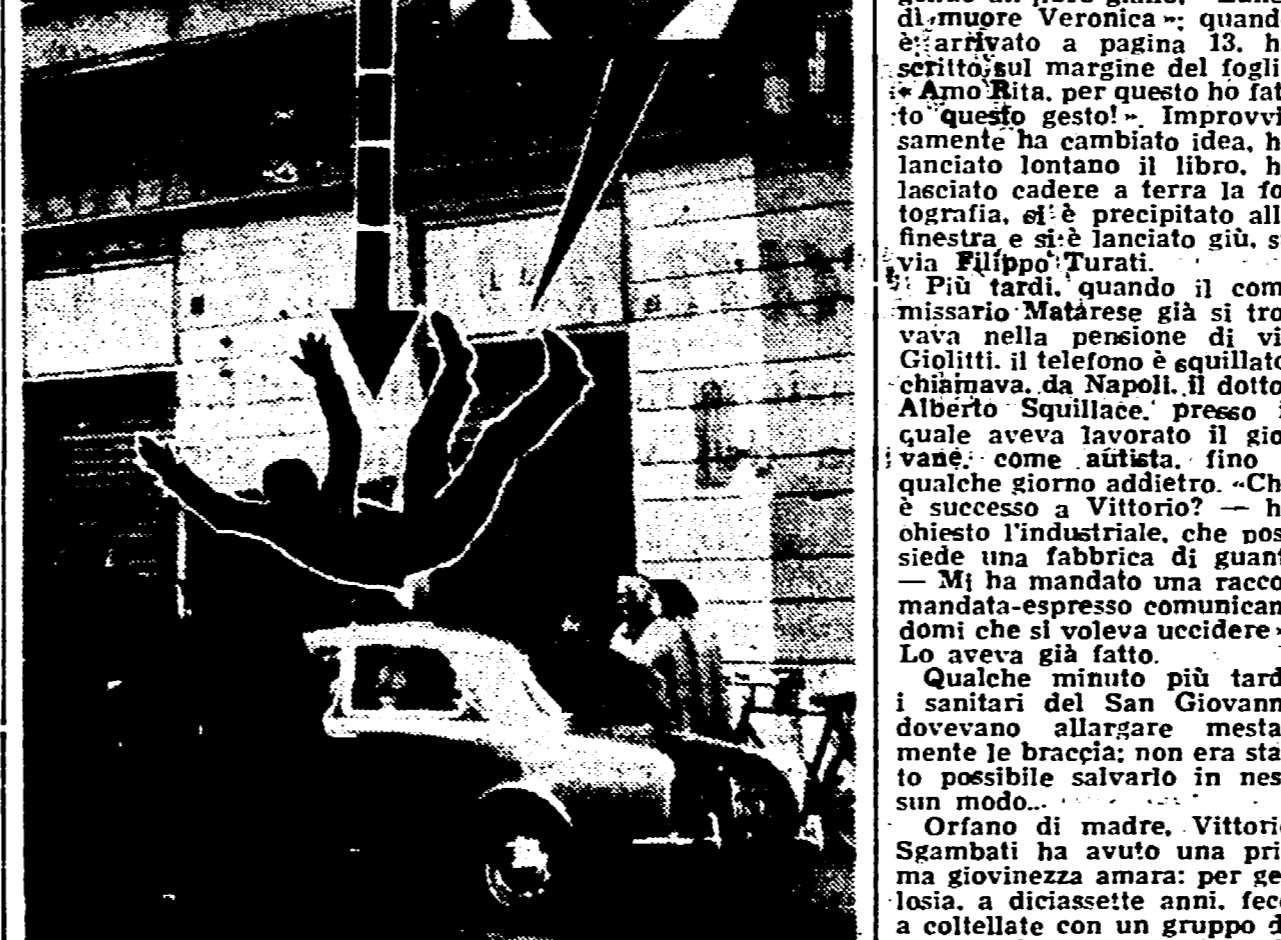 di muore Veronica»: quand
è arrivato a pagina 13. h
scritto sul margine del fogli
«Amo Rita, per questo ho fat
to questo gesto!». Improvvi
samente ha cambiato idea, h
lanciato lontano il libro, h
lasciato cadere a terra la fo
tografia, si è precipitato all
finestra e si è lanciato giù, s
via Filippo Turati.
Più tardi, quando il com
missario Matarese già si tro
vava nella pensione di vi
Giolitti, il telefono è squillato
chiamava, da Napoli, il dotto
Alberto Squillace, presso
quale aveva lavorato il gio
vane, come autista, fino
qualche giorno addietro. «Ch
è successo a Vittorio? — h
ohiesto l'industriale, che pos
siede una fabbrica di guant
— Mi ha mandato una racco
mandata-espresso comunican
domi che si voleva uccidere»
Lo aveva già fatto.
Qualche minuto più tard
i sanitari del San Giovann
dovevano allargare mesta
mente le braccia: non era sta
to possibile salvarlo in nes
sun modo...
Orfano di madre, Vittorio
Sgambati ha avuto una pri
ma giovinezza amara: per ge
losia, a diciassette anni, fece
a coltellate con un gruppo d